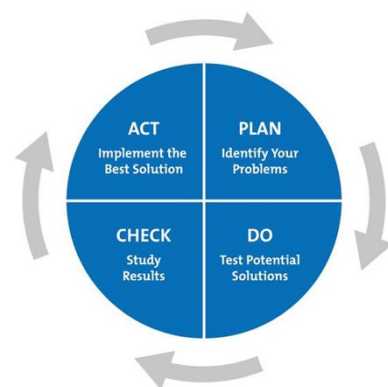 ACT
Implement the
Best Solution
PLAN
Identify Your
Problems
CHECK
Study
Results
DO
Test Potential
Solutions